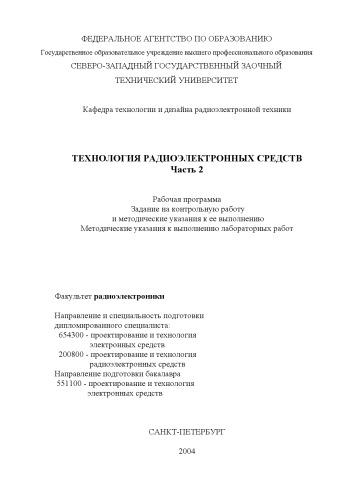 ФЕДЕРАЛЬНОЕ АГЕНТСТВО ПО ОБРАЗОВАНИЮ
Государственное образовательное учреждение высшего профессионального образования
СЕВЕРО-ЗАПАДНЫЙ ГОСУДАРСТВЕННЫЙ ЗАОЧНЫЙ
ТЕХНИЧЕСКИЙ УНИВЕРСИТЕТ
Кафедра технологии и дизайна радиоэлектронной техники
ТЕХНОЛОГИЯ РАДИОЭЛЕКТРОННЫХ СРЕДСТВ
Часть 2
Рабочая программа
Задание на контрольную работу
и методические указания к ее выполнению
Методические указания к выполнению лабораторных работ
Факультет радиоэлектроники
Направление и специальность подготовки
дипломированного специалиста:
654300 - проектирование и технология
электронных средств
200800 - проектирование и технология
радиоэлектронных средств
Направление подготовки бакалавра
551100 - проектирование и технология
электронных средств
САНКТ-ПЕТЕРБУРГ
2004